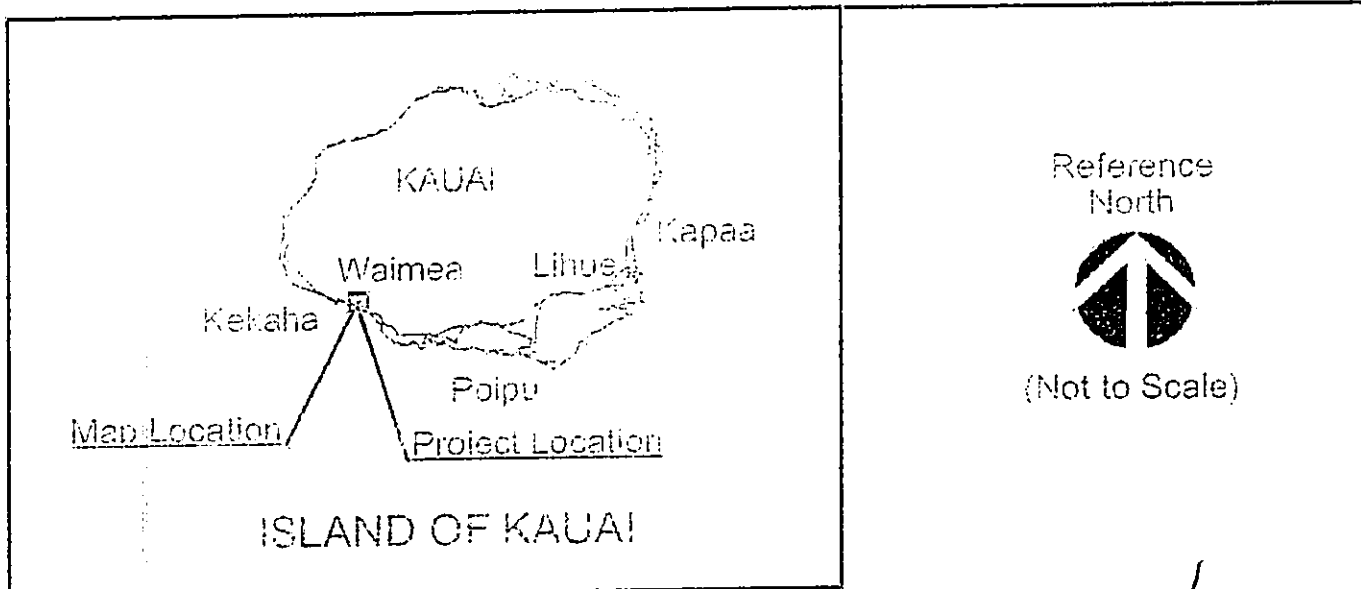 KAUAI
Kapaa
Waimea
Lihue
Kekaha
Poipu
Map Location
Project Location
ISLAND OF KAUAI
Reference
North
(Not to Scale)